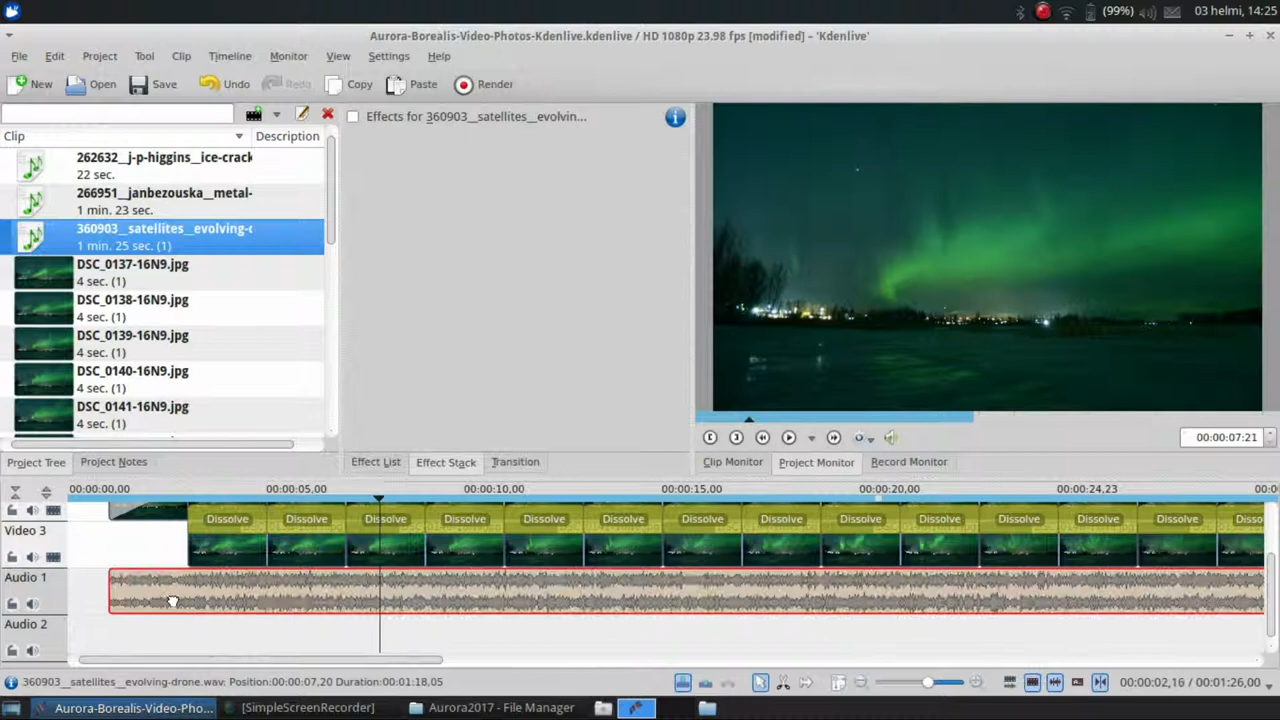 (99%) 03 helmi, 14:25
Aurora-Borealis-Video-Photos-Kdenlive.kdenlive / HD 1080p 23.98 fps [modified] – 'Kdenlive'
File Edit Project Tool Clip Timeline Monitor View Settings Help
New Open Save Undo Redo Copy Paste Render
Effects for 360903__satellites__evolvin...
Clip Description
262632__j-p-higgins__ice-crack
22 sec.
266951__janbezouska__metal-
1 min. 23 sec.
360903__satellites__evolving-
1 min. 25 sec. (1)
DSC_0137-16N9.jpg
4 sec. (1)
DSC_0138-16N9.jpg
4 sec. (1)
DSC_0139-16N9.jpg
4 sec. (1)
DSC_0140-16N9.jpg
4 sec. (1)
DSC_0141-16N9.jpg
4 sec. (1)
00:00:07:21
Project Tree Project Notes Effect List Effect Stack Transition Clip Monitor Project Monitor Record Monitor
00:00:00,00 00:00:05,00 00:00:10,00 00:00:15,00 00:00:20,00 00:00:24,23 00:00
Dissolve Dissolve Dissolve Dissolve Dissolve Dissolve Dissolve Dissolve Dissolve Dissolve Dissolve Dissolve Dissolve Disso
Video 3
Audio 1
Audio 2
360903__satellites__evolving-drone.wav: Position:00:00:07,20 Duration:00:01:18,05 00:00:02,16 / 00:01:26,00
Aurora-Borealis-Video-Pho... [SimpleScreenRecorder] Aurora2017 - File Manager